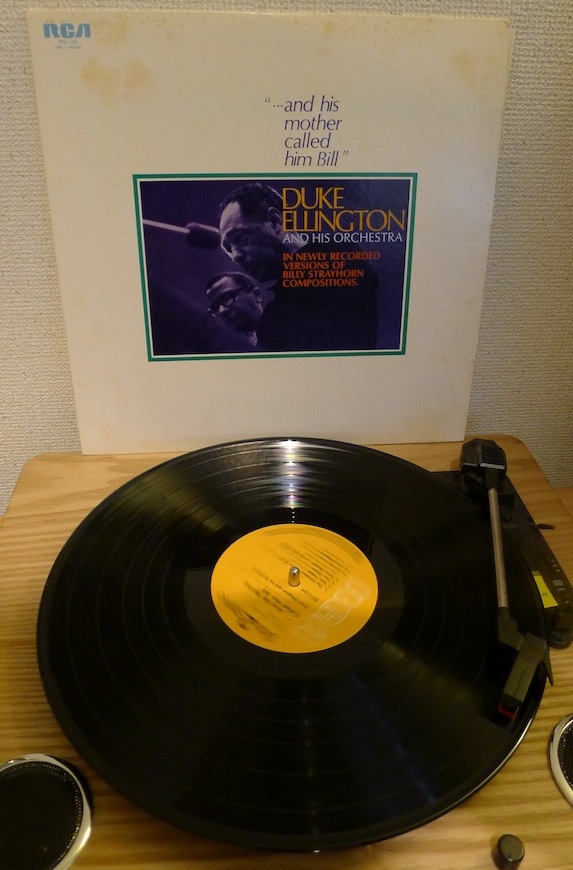 RCA
"...and his
mother
called
him Bill"
DUKE
ELLINGTON
AND HIS ORCHESTRA
IN NEWLY RECORDED
VERSIONS OF
BILLY STRAYHORN
COMPOSITIONS.